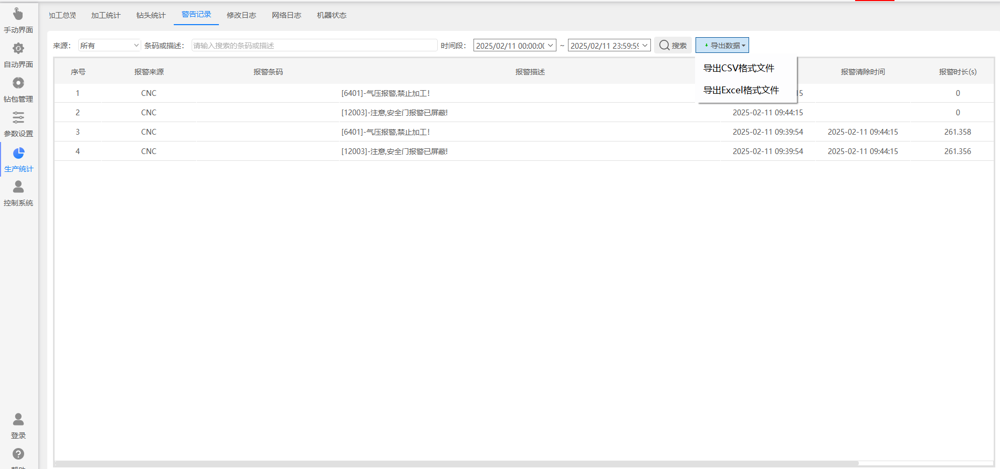 手动界面
自动界面
钻包管理
参数设置
生产统计
控制系统
登录
加工总览 加工统计 钻头统计 警告记录 修改日志 网络日志 机器状态
来源： 所有 条码或描述： 请输入搜索的条码或描述 时间段： 2025/02/11 00:00:00 ~ 2025/02/11 23:59:59 搜索 导出数据
导出CSV格式文件
导出Excel格式文件
序号 报警来源 报警条码 报警描述 报警清除时间 报警时长(s)
1 CNC [6401]-气压报警,禁止加工! 15 0
2 CNC [12003]-注意,安全门报警已屏蔽! 2025-02-11 09:44:15 0
3 CNC [6401]-气压报警,禁止加工! 2025-02-11 09:39:54 2025-02-11 09:44:15 261.358
4 CNC [12003]-注意,安全门报警已屏蔽! 2025-02-11 09:39:54 2025-02-11 09:44:15 261.356